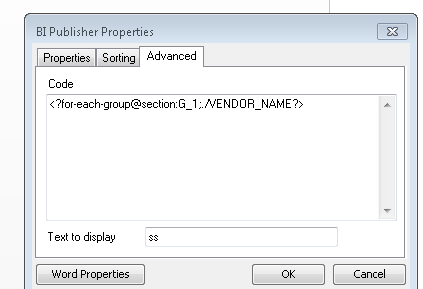 BI Publisher Properties
Properties Sorting Advanced
Code
<?for-each-group@section:G_1;./VENDOR_NAME?>
Text to display ss
Word Properties OK Cancel